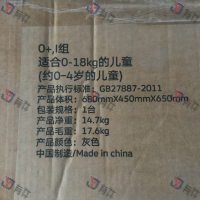 0+,I组
适合0-18kg的儿童
(约0~4岁的儿童)
产品执行标准：GB27887-2011
产品体积：680mmX450mmX650mm
包装规格：1台
产品净重：14.7kg
产品毛重：17.6kg
产品颜色：灰色
中国制造/Made in china